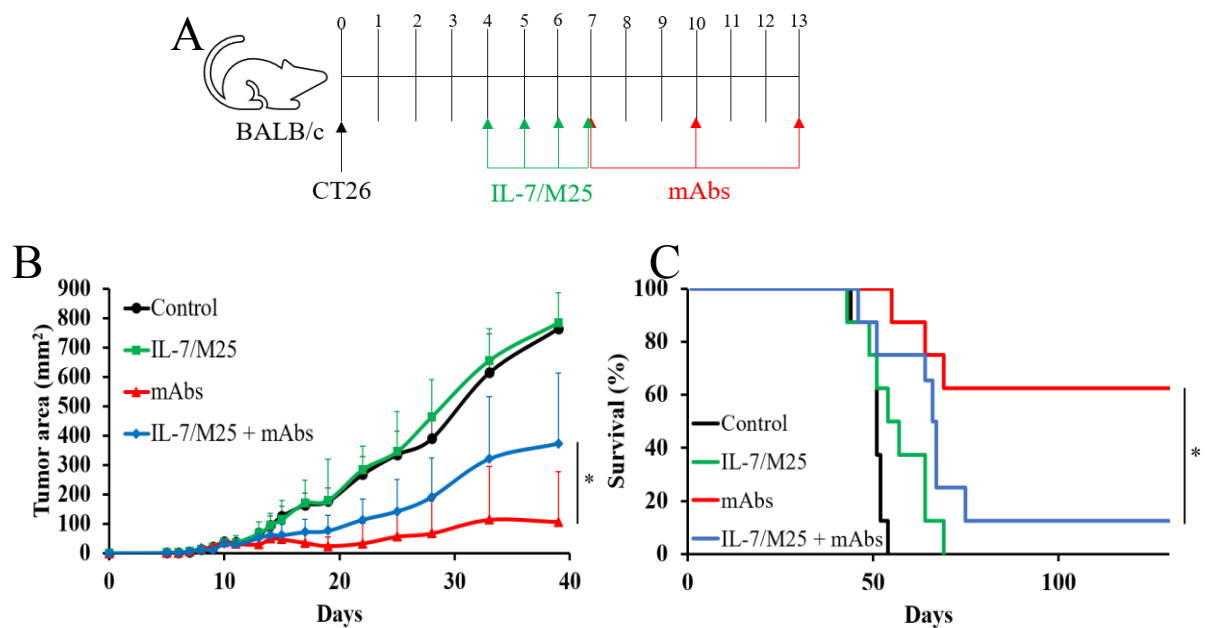 A
0 1 2 3 4 5 6 7 8 9 10 11 12 13
BALB/c
CT26
IL-7/M25
mAbs
B
Tumor area (mm²)
900
800
700
600
500
400
300
200
100
0
Control
IL-7/M25
mAbs
IL-7/M25 + mAbs
*
0 10 20 30 40
Days
C
Survival (%)
100
80
60
40
20
0
Control
IL-7/M25
mAbs
IL-7/M25 + mAbs
*
0 50 100
Days